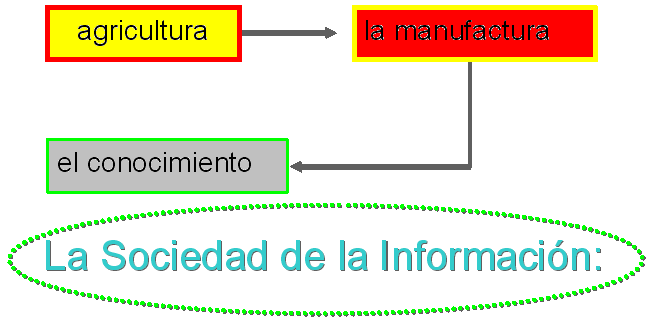 agricultura
la manufactura
el conocimiento
La Sociedad de la Información: